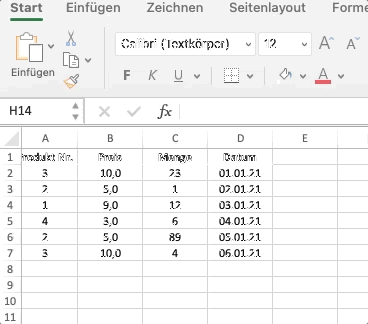 Start Einfügen Zeichnen Seitenlayout Forme
Calibri (Textkörper) 12 A A
Einfügen F K U A
H14 fx
A B C D E
1 rodukt Nr. Preis Menge Datum
2 3 10,0 23 01.01.21
3 2 5,0 1 02.01.21
4 1 9,0 12 03.01.21
5 4 3,0 6 04.01.21
6 2 5,0 89 05.01.21
7 3 10,0 4 06.01.21
8
9
10
11